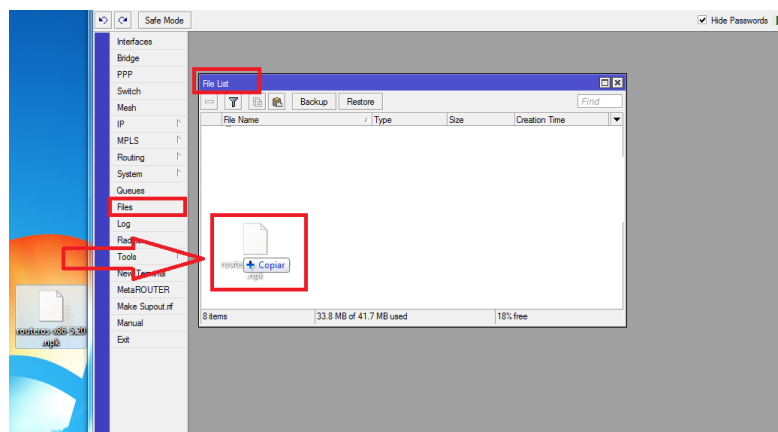 Safe Mode
Hide Passwords
Interfaces
Bridge
PPP
Switch
Mesh
IP
MPLS
Routing
System
Queues
Files
Log
Tools
New Terminal
MetaROUTER
Make Supout.rif
Manual
Exit
File List
Backup
Restore
Find
File Name
Type
Size
Creation Time
Copiar
.npk
8 items
33.8 MB of 41.7 MB used
18% free
routeros-x86-5.20
.npk